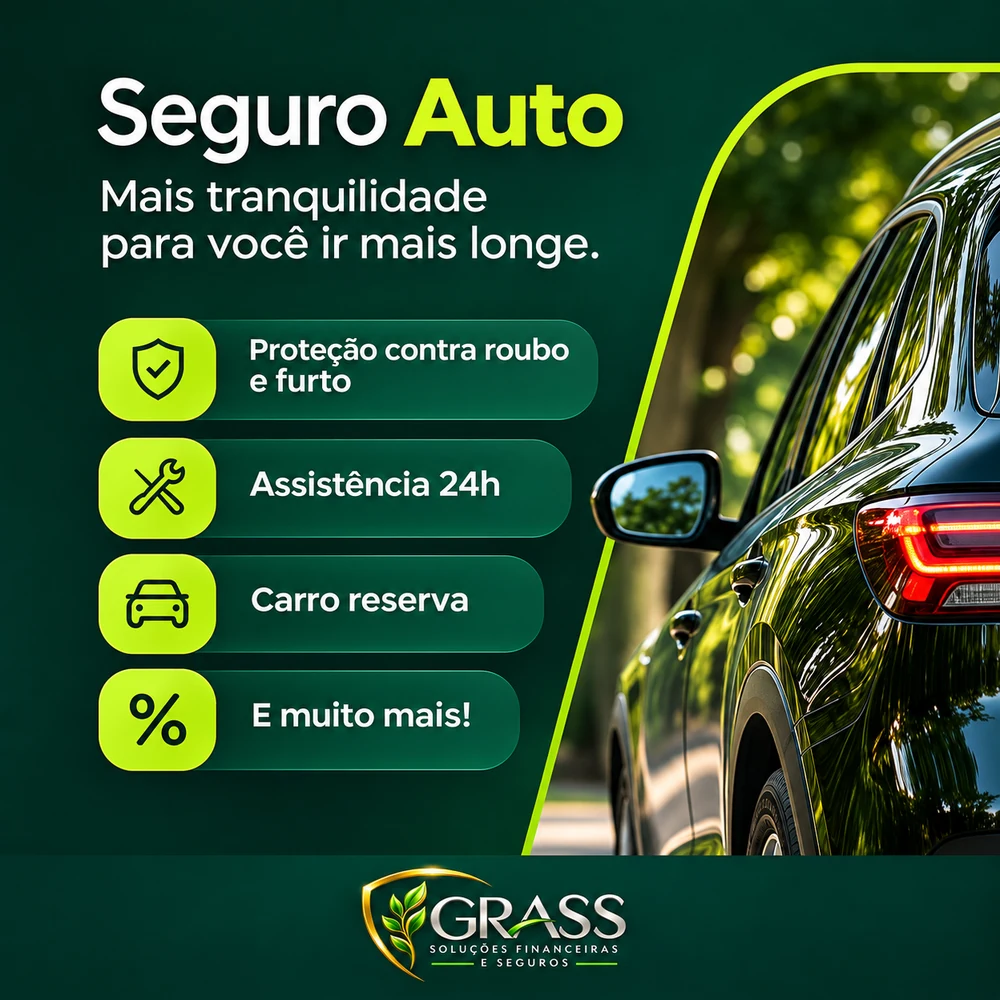 Seguro Auto
Mais tranquilidade
para você ir mais longe.
Proteção contra roubo
e furto
Assistência 24h
Carro reserva
%
E muito mais!
GRASS
SOLUÇÕES FINANCEIRAS
E SEGUROS